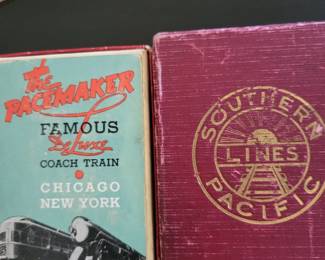 The
PACEMAKER
FAMOUS
DeLuxe
COACH TRAIN
CHICAGO
NEW YORK
SOUTHERN
LINES
PACIFIC